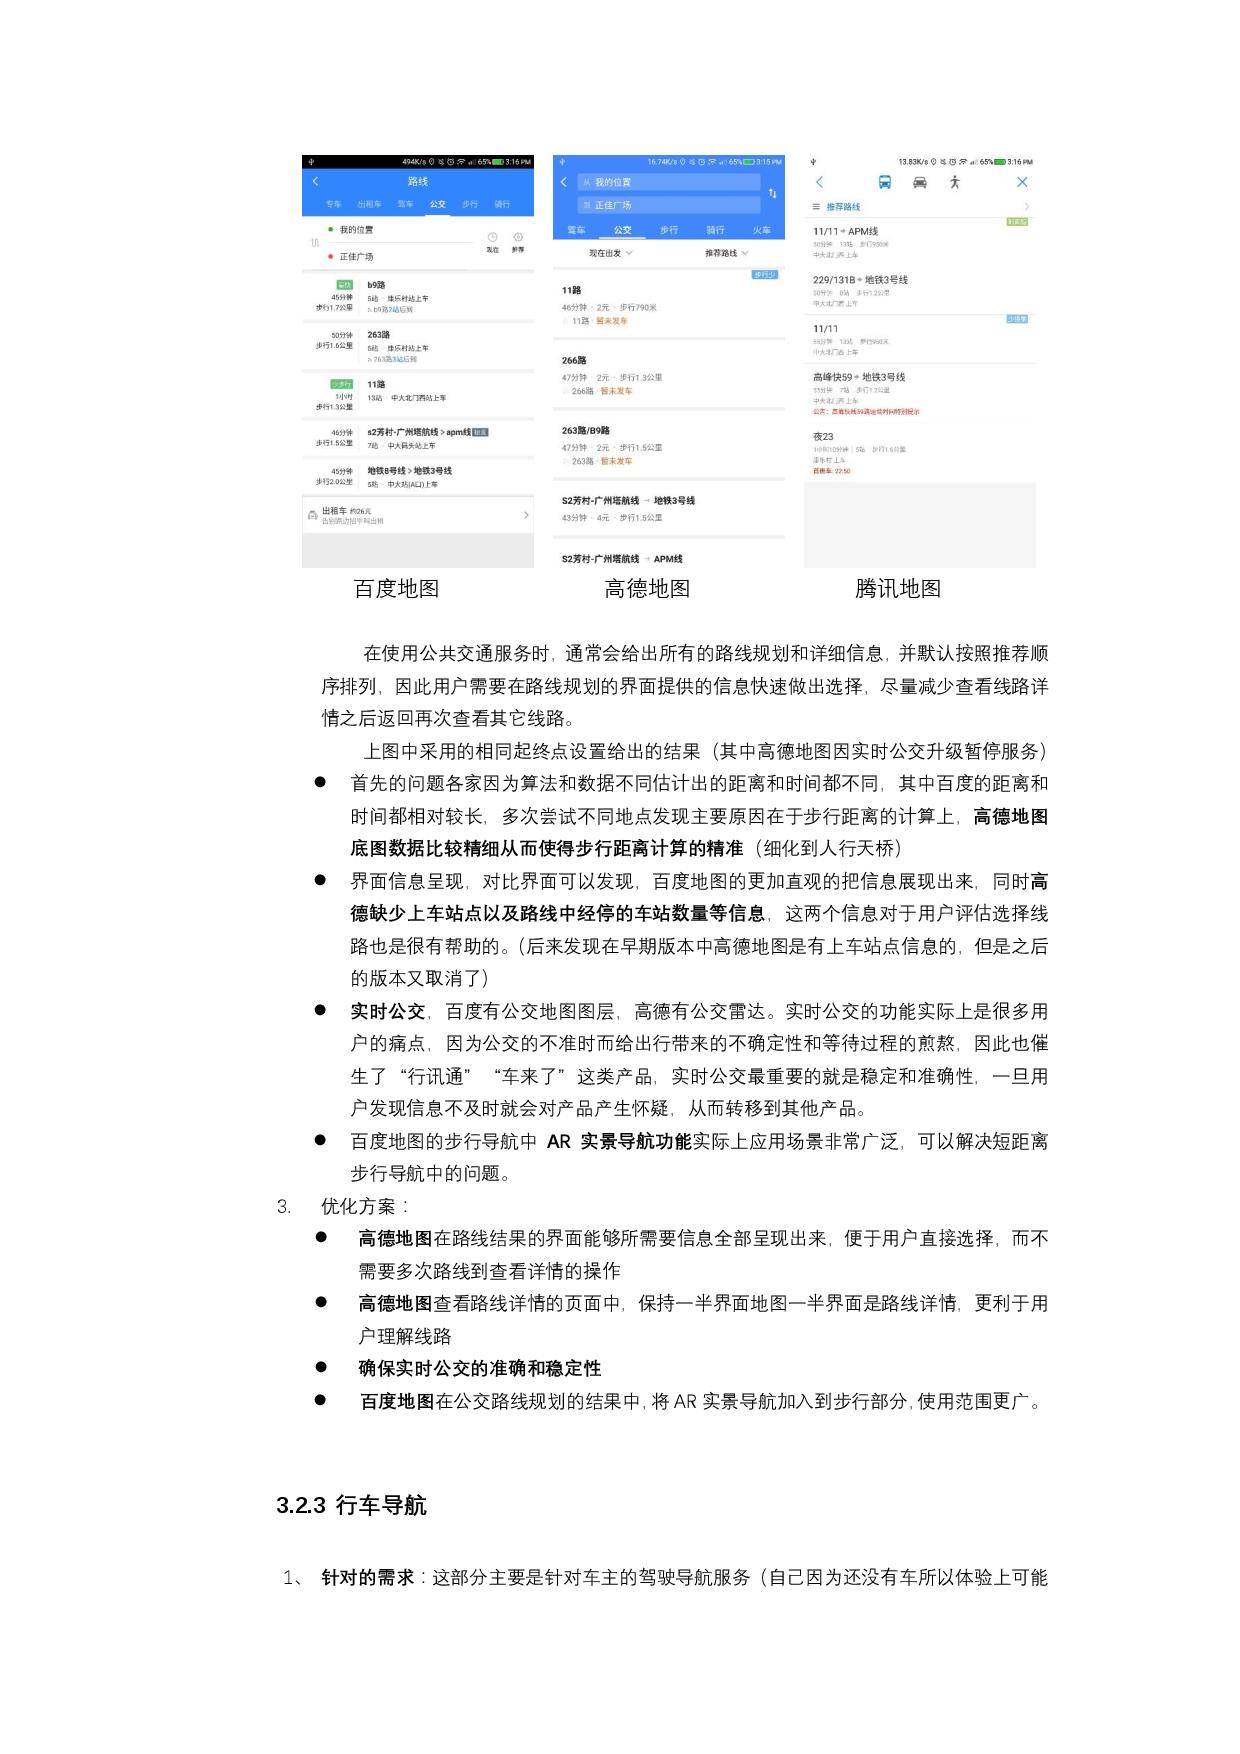 494K/s 65% 3:16 PM
路线
专车 出租车 驾车 公交 步行 骑行
我的位置
正佳广场
现在 推荐
最快 b9路
45分钟 5站 · 康乐村站上车
步行1.7公里 b9路2站后到
50分钟 263路
步行1.6公里 5站 · 康乐村站上车
263路3站后到
少步行 11路
1小时 13站 · 中大北门西站上车
步行1.3公里
46分钟 s2芳村-广州塔航线 > apm线
步行1.5公里 7站 · 中大码头站上车
45分钟 地铁8号线 > 地铁3号线
步行2.0公里 5站 · 中大站(A口)上车
出租车 约26元
告别路边招手叫出租
16.74K/s 65% 3:15 PM
我的位置
正佳广场
驾车 公交 步行 骑行 火车
现在出发 推荐路线
步行少
11路
46分钟 · 2元 · 步行790米
11路 · 暂未发车
266路
47分钟 · 2元 · 步行1.3公里
266路 · 暂未发车
263路/B9路
47分钟 · 2元 · 步行1.5公里
263路 · 暂未发车
S2芳村-广州塔航线 → 地铁3号线
43分钟 · 4元 · 步行1.5公里
S2芳村-广州塔航线 → APM线
13.83K/s 65% 3:16 PM
推荐路线
11/11 → APM线
50分钟 13站 步行950米
中大北门西 上车
229/131B → 地铁3号线
50分钟 8站 步行1.2公里
中大北门西 上车
11/11
55分钟 13站 步行960米
中大北门西 上车
高峰快59 → 地铁3号线
55分钟 7站 步行1.2公里
中大北门西 上车
公告：高峰快线59路运营时间特别提示
夜23
1小时10分钟 5站 步行1.6公里
康乐村 上车
首班车: 22:50
百度地图 高德地图 腾讯地图
在使用公共交通服务时，通常会给出所有的路线规划和详细信息，并默认按照推荐顺
序排列，因此用户需要在路线规划的界面提供的信息快速做出选择，尽量减少查看线路详
情之后返回再次查看其它线路。
上图中采用的相同起终点设置给出的结果（其中高德地图因实时公交升级暂停服务）
● 首先的问题各家因为算法和数据不同估计出的距离和时间都不同，其中百度的距离和
时间都相对较长，多次尝试不同地点发现主要原因在于步行距离的计算上，高德地图
底图数据比较精细从而使得步行距离计算的精准（细化到人行天桥）
● 界面信息呈现，对比界面可以发现，百度地图的更加直观的把信息展现出来，同时高
德缺少上车站点以及路线中经停的车站数量等信息，这两个信息对于用户评估选择线
路也是很有帮助的。（后来发现在早期版本中高德地图是有上车站点信息的，但是之后
的版本又取消了）
● 实时公交，百度有公交地图图层，高德有公交雷达。实时公交的功能实际上是很多用
户的痛点，因为公交的不准时而给出行带来的不确定性和等待过程的煎熬，因此也催
生了“行讯通”“车来了”这类产品，实时公交最重要的就是稳定和准确性，一旦用
户发现信息不及时就会对产品产生怀疑，从而转移到其他产品。
● 百度地图的步行导航中 AR 实景导航功能实际上应用场景非常广泛，可以解决短距离
步行导航中的问题。
3. 优化方案：
● 高德地图在路线结果的界面能够所需要信息全部呈现出来，便于用户直接选择，而不
需要多次路线到查看详情的操作
● 高德地图查看路线详情的页面中，保持一半界面地图一半界面是路线详情，更利于用
户理解线路
● 确保实时公交的准确和稳定性
● 百度地图在公交路线规划的结果中，将 AR 实景导航加入到步行部分，使用范围更广。
3.2.3 行车导航
1、 针对的需求：这部分主要是针对车主的驾驶导航服务（自己因为还没有车所以体验上可能